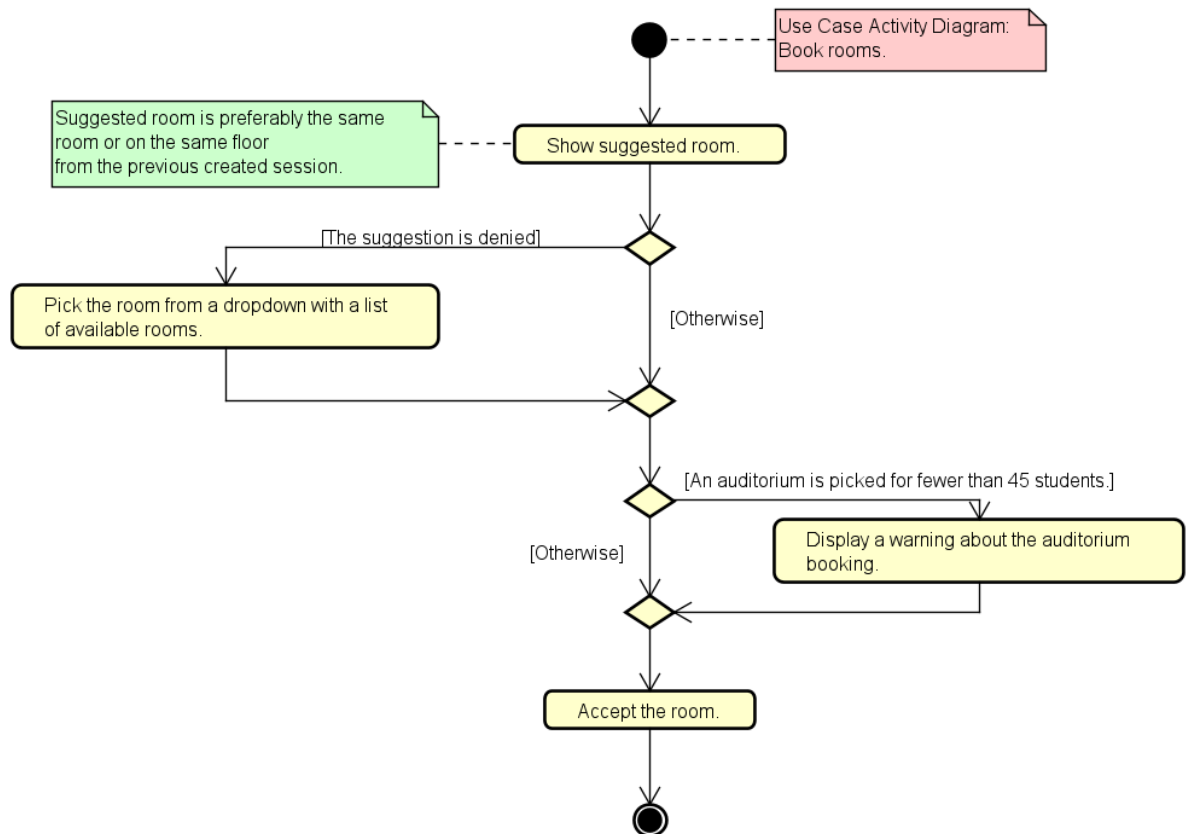 Use Case Activity Diagram:
Book rooms.
Suggested room is preferably the same
room or on the same floor
from the previous created session.
Show suggested room.
[The suggestion is denied]
Pick the room from a dropdown with a list
of available rooms.
[Otherwise]
[An auditorium is picked for fewer than 45 students.]
Display a warning about the auditorium
booking.
[Otherwise]
Accept the room.